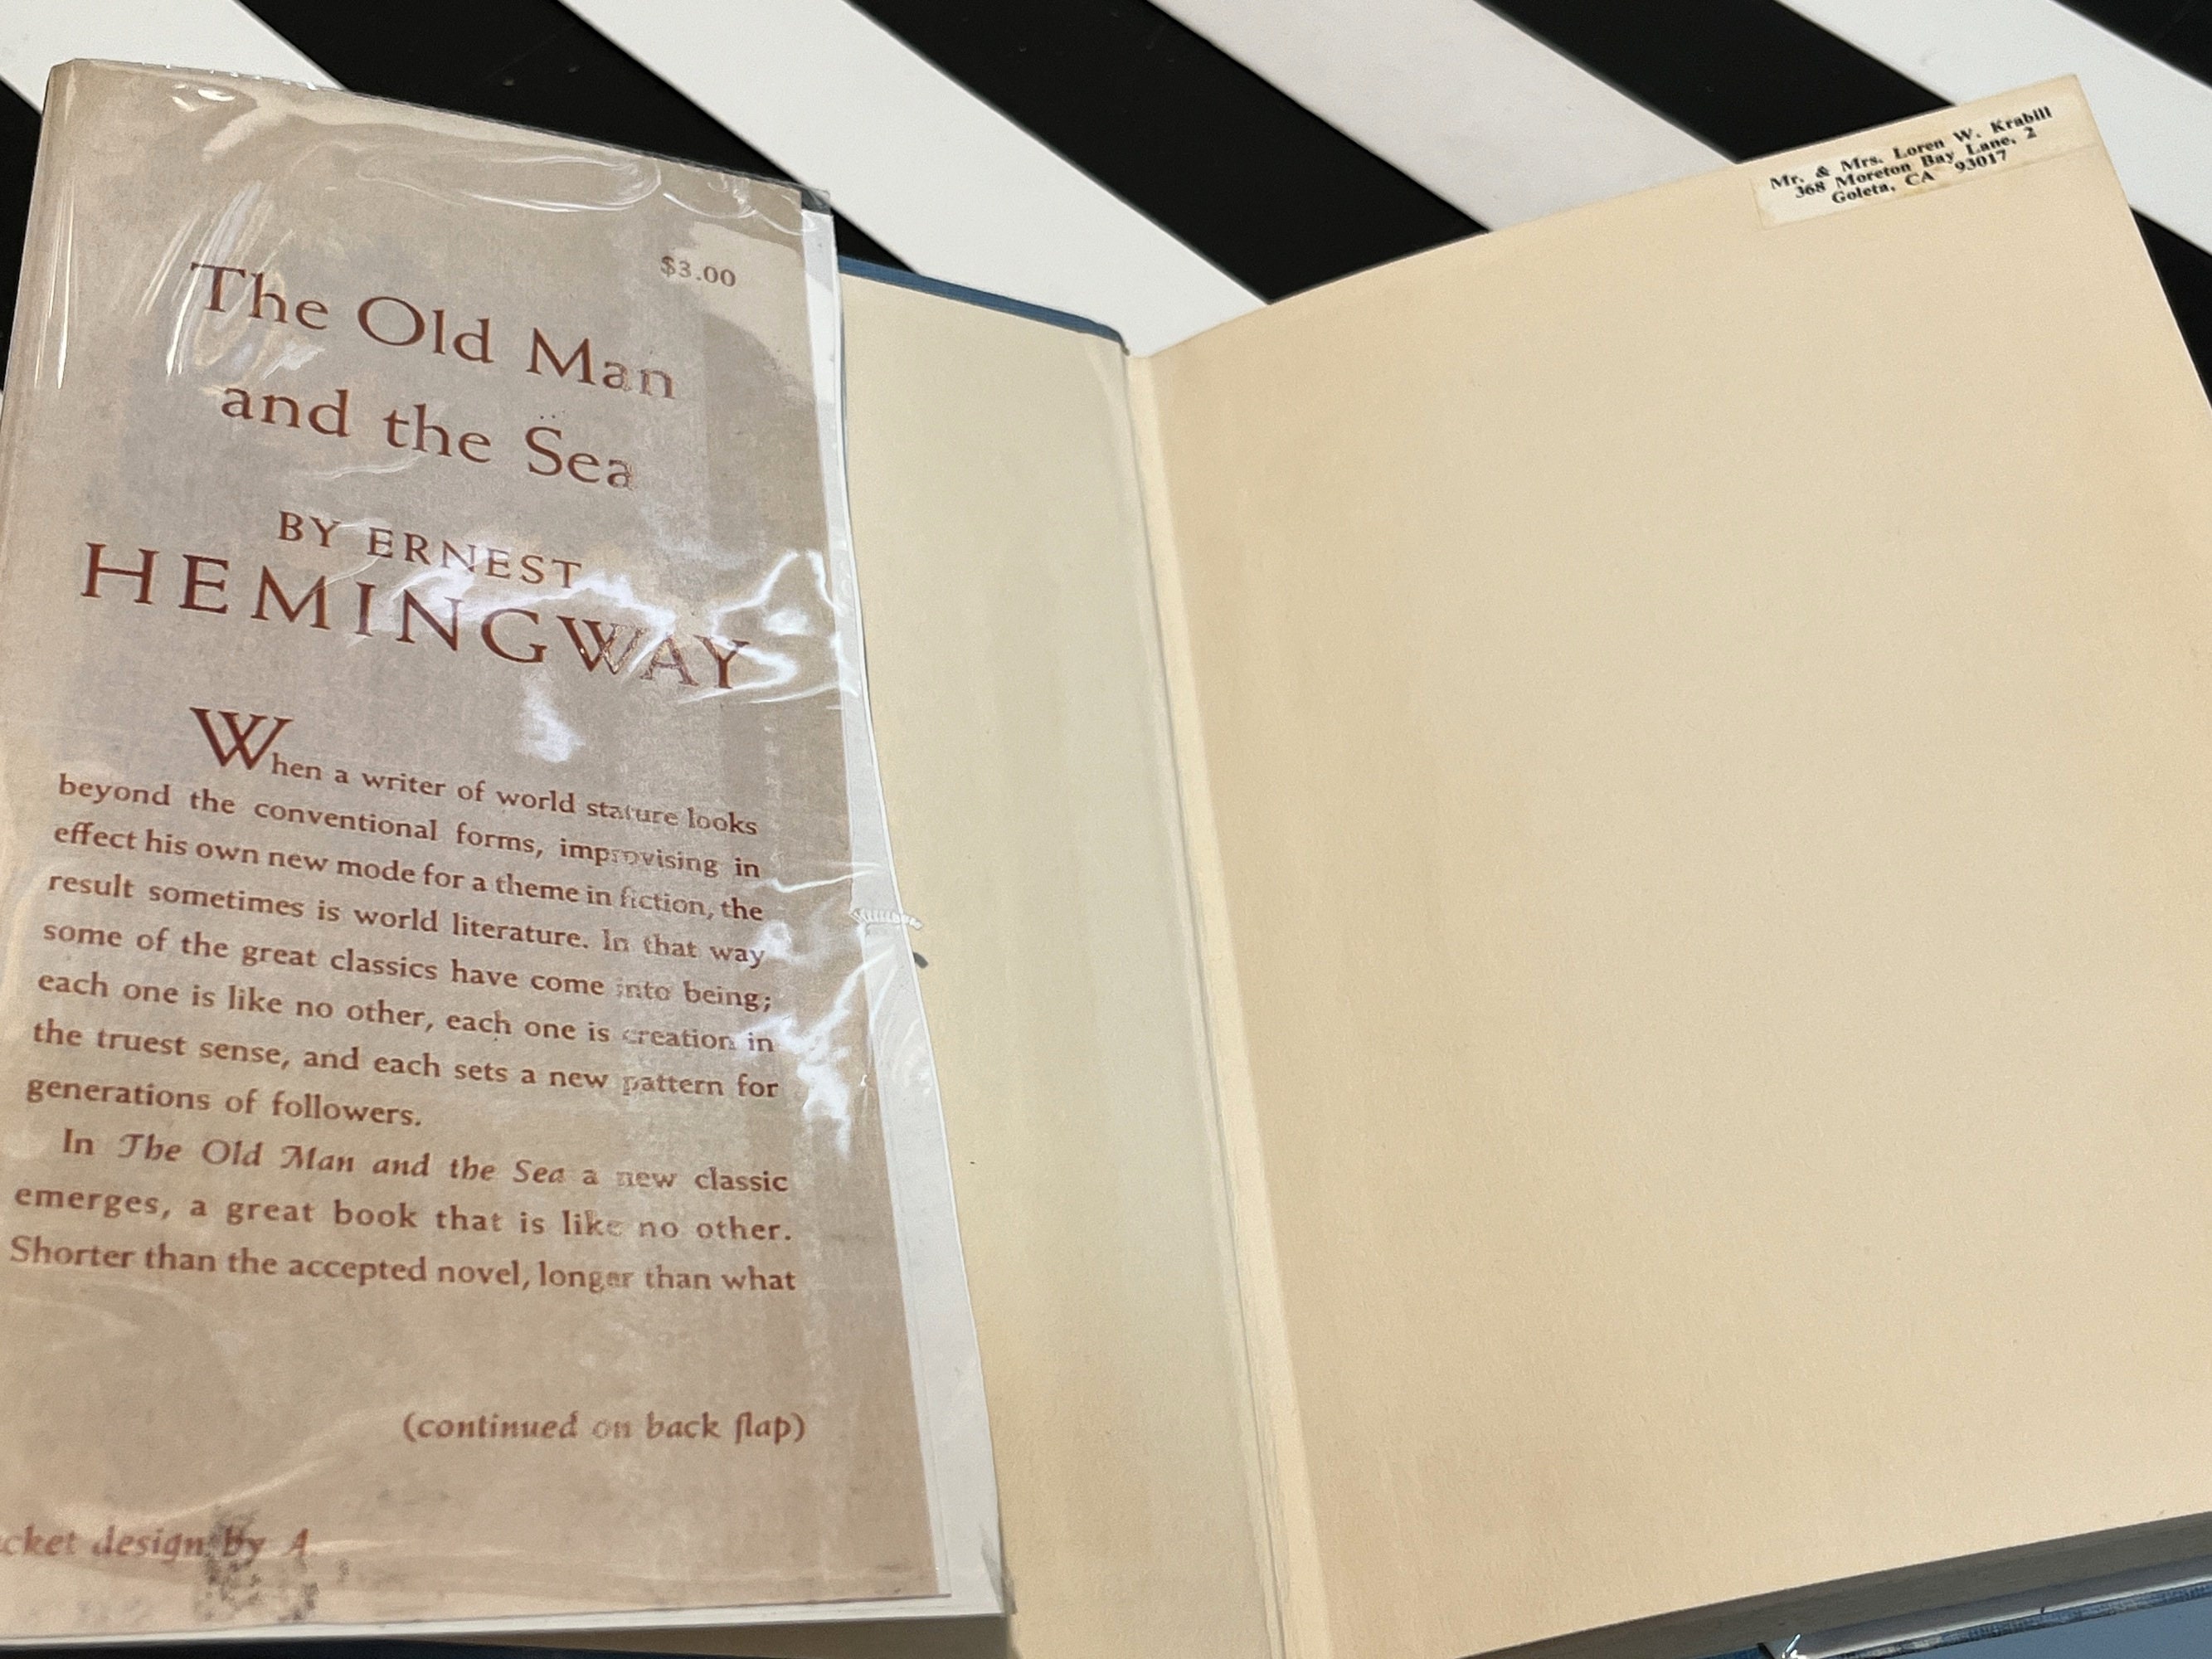 $3.00
The Old Man
and the Sea
BY ERNEST
HEMINGWAY
When a writer of world stature looks
beyond the conventional forms, improvising in
effect his own new mode for a theme in fiction, the
result sometimes is world literature. In that way
some of the great classics have come into being;
each one is like no other, each one is creation in
the truest sense, and each sets a new pattern for
generations of followers.
In The Old Man and the Sea a new classic
emerges, a great book that is like no other.
Shorter than the accepted novel, longer than what
(continued on back flap)
cket design by A
Mr. & Mrs. Loren W. Krabill
368 Moreton Bay Lane, 2
Goleta, CA 93017